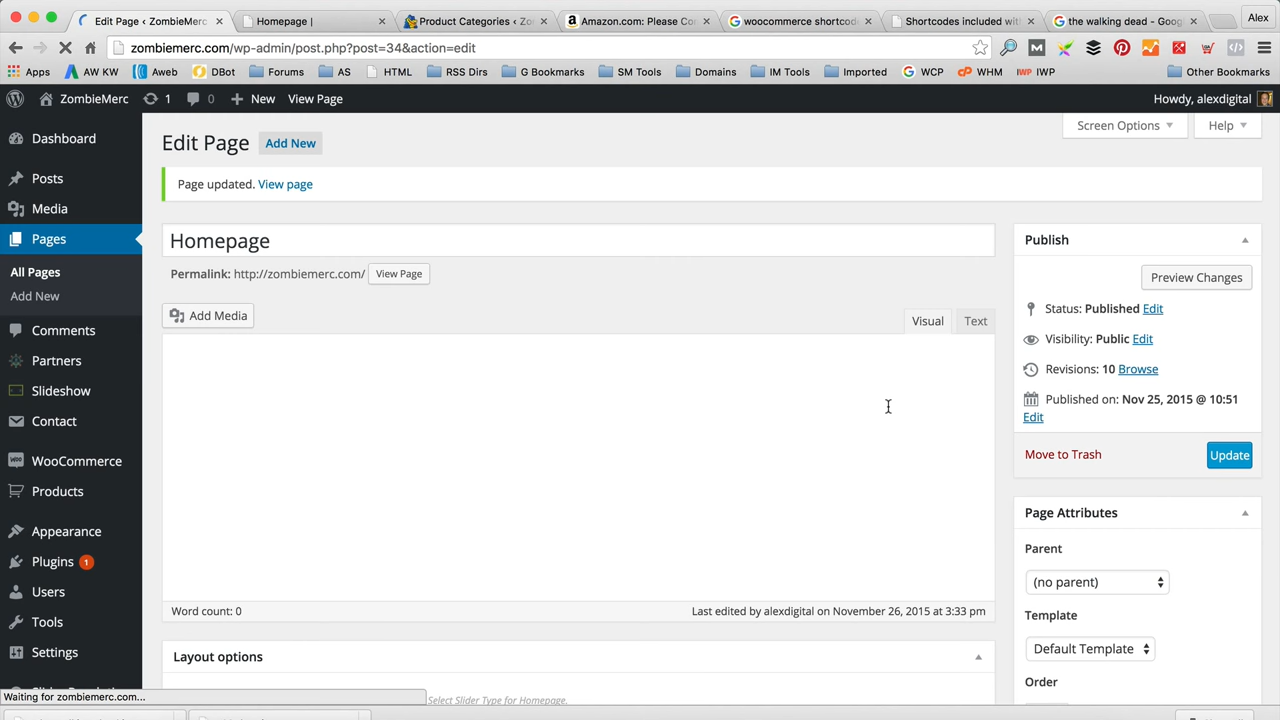 Edit Page < ZombieMerc
Homepage |
Product Categories < Zo
Amazon.com: Please Co
woocommerce shortcod
Shortcodes included with
the walking dead - Goog
Alex
zombiemerc.com/wp-admin/post.php?post=34&action=edit
Apps
AW KW
Aweb
DBot
Forums
AS
HTML
RSS Dirs
G Bookmarks
SM Tools
Domains
IM Tools
Imported
WCP
WHM
IWP IWP
Other Bookmarks
ZombieMerc
1
0
New
View Page
Howdy, alexdigital
Dashboard
Posts
Media
Pages
All Pages
Add New
Comments
Partners
Slideshow
Contact
WooCommerce
Products
Appearance
Plugins 1
Users
Tools
Settings
Edit Page Add New
Screen Options
Help
Page updated. View page
Homepage
Permalink: http://zombiemerc.com/ View Page
Add Media
Visual Text
Word count: 0
Last edited by alexdigital on November 26, 2015 at 3:33 pm
Layout options
Select Slider Type for Homepage.
Publish
Preview Changes
Status: Published Edit
Visibility: Public Edit
Revisions: 10 Browse
Published on: Nov 25, 2015 @ 10:51
Edit
Move to Trash
Update
Page Attributes
Parent
(no parent)
Template
Default Template
Order
Waiting for zombiemerc.com...